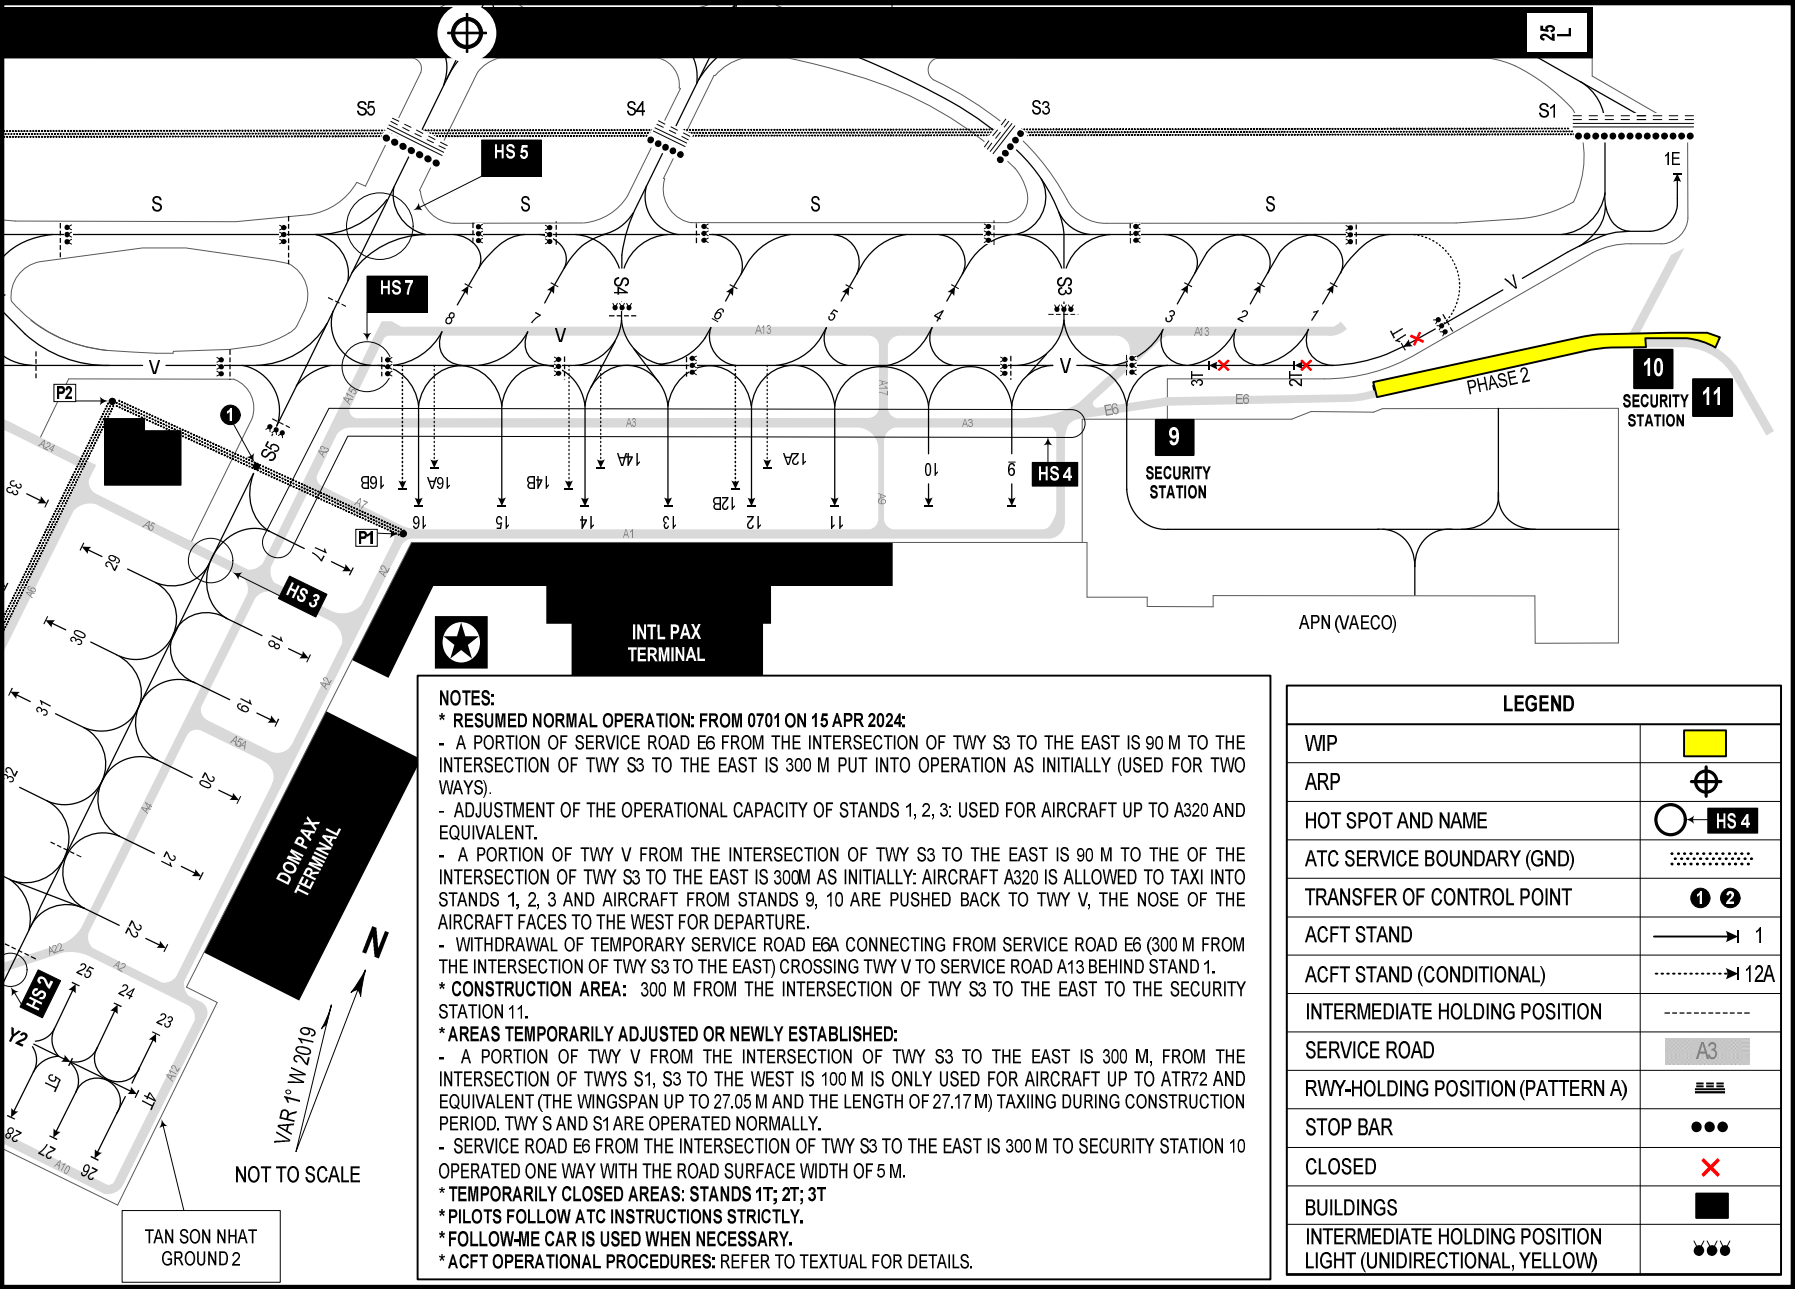 25
L
S5
S4
S3
S1
1E
HS 5
S
S
S
S
HS 7
S4
S3
8
7
6
5
4
3
2
1
1T
V
V
V
V
A13
A13
3T
2T
PHASE 2
10
SECURITY
STATION
11
P2
1
S5
A15
A17
A3
A3
A3
E6
E6
9
SECURITY
STATION
HS 4
A24
33
A5
A7
A6
P1
16B
16A
14B
14A
12B
12A
10
9
16
15
14
13
12
11
A9
A1
A2
17
29
HS 3
30
18
31
19
A2
A5A
32
20
A4
21
22
A22
A2
HS 2
25
24
23
Y2
5T
4T
A12
28
27
26
A10
INTL PAX
TERMINAL
DOM PAX
TERMINAL
APN (VAECO)
N
VAR 1° W 2019
NOT TO SCALE
TAN SON NHAT
GROUND 2
NOTES:
* RESUMED NORMAL OPERATION: FROM 0701 ON 15 APR 2024:
- A PORTION OF SERVICE ROAD E6 FROM THE INTERSECTION OF TWY S3 TO THE EAST IS 90 M TO THE
INTERSECTION OF TWY S3 TO THE EAST IS 300 M PUT INTO OPERATION AS INITIALLY (USED FOR TWO
WAYS).
- ADJUSTMENT OF THE OPERATIONAL CAPACITY OF STANDS 1, 2, 3: USED FOR AIRCRAFT UP TO A320 AND
EQUIVALENT.
- A PORTION OF TWY V FROM THE INTERSECTION OF TWY S3 TO THE EAST IS 90 M TO THE OF THE
INTERSECTION OF TWY S3 TO THE EAST IS 300M AS INITIALLY: AIRCRAFT A320 IS ALLOWED TO TAXI INTO
STANDS 1, 2, 3 AND AIRCRAFT FROM STANDS 9, 10 ARE PUSHED BACK TO TWY V, THE NOSE OF THE
AIRCRAFT FACES TO THE WEST FOR DEPARTURE.
- WITHDRAWAL OF TEMPORARY SERVICE ROAD E6A CONNECTING FROM SERVICE ROAD E6 (300 M FROM
THE INTERSECTION OF TWY S3 TO THE EAST) CROSSING TWY V TO SERVICE ROAD A13 BEHIND STAND 1.
* CONSTRUCTION AREA: 300 M FROM THE INTERSECTION OF TWY S3 TO THE EAST TO THE SECURITY
STATION 11.
* AREAS TEMPORARILY ADJUSTED OR NEWLY ESTABLISHED:
- A PORTION OF TWY V FROM THE INTERSECTION OF TWY S3 TO THE EAST IS 300 M, FROM THE
INTERSECTION OF TWYS S1, S3 TO THE WEST IS 100 M IS ONLY USED FOR AIRCRAFT UP TO ATR72 AND
EQUIVALENT (THE WINGSPAN UP TO 27.05 M AND THE LENGTH OF 27.17 M) TAXIING DURING CONSTRUCTION
PERIOD. TWY S AND S1 ARE OPERATED NORMALLY.
- SERVICE ROAD E6 FROM THE INTERSECTION OF TWY S3 TO THE EAST IS 300 M TO SECURITY STATION 10
OPERATED ONE WAY WITH THE ROAD SURFACE WIDTH OF 5 M.
* TEMPORARILY CLOSED AREAS: STANDS 1T; 2T; 3T
* PILOTS FOLLOW ATC INSTRUCTIONS STRICTLY.
* FOLLOW-ME CAR IS USED WHEN NECESSARY.
* ACFT OPERATIONAL PROCEDURES: REFER TO TEXTUAL FOR DETAILS.
LEGEND
WIP
ARP
HOT SPOT AND NAME HS 4
ATC SERVICE BOUNDARY (GND)
TRANSFER OF CONTROL POINT 1 2
ACFT STAND 1
ACFT STAND (CONDITIONAL) 12A
INTERMEDIATE HOLDING POSITION
SERVICE ROAD A3
RWY-HOLDING POSITION (PATTERN A)
STOP BAR
CLOSED
BUILDINGS
INTERMEDIATE HOLDING POSITION
LIGHT (UNIDIRECTIONAL, YELLOW)